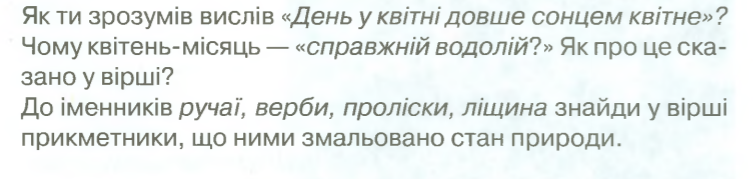 Як ти зрозумів вислів «День у квітні довше сонцем квітне»?
Чому квітень-місяць — «справжній водолій?» Як про це ска-
зано у вірші?
До іменників ручаї, верби, проліски, ліщина знайди у вірші
прикметники, що ними змальовано стан природи.